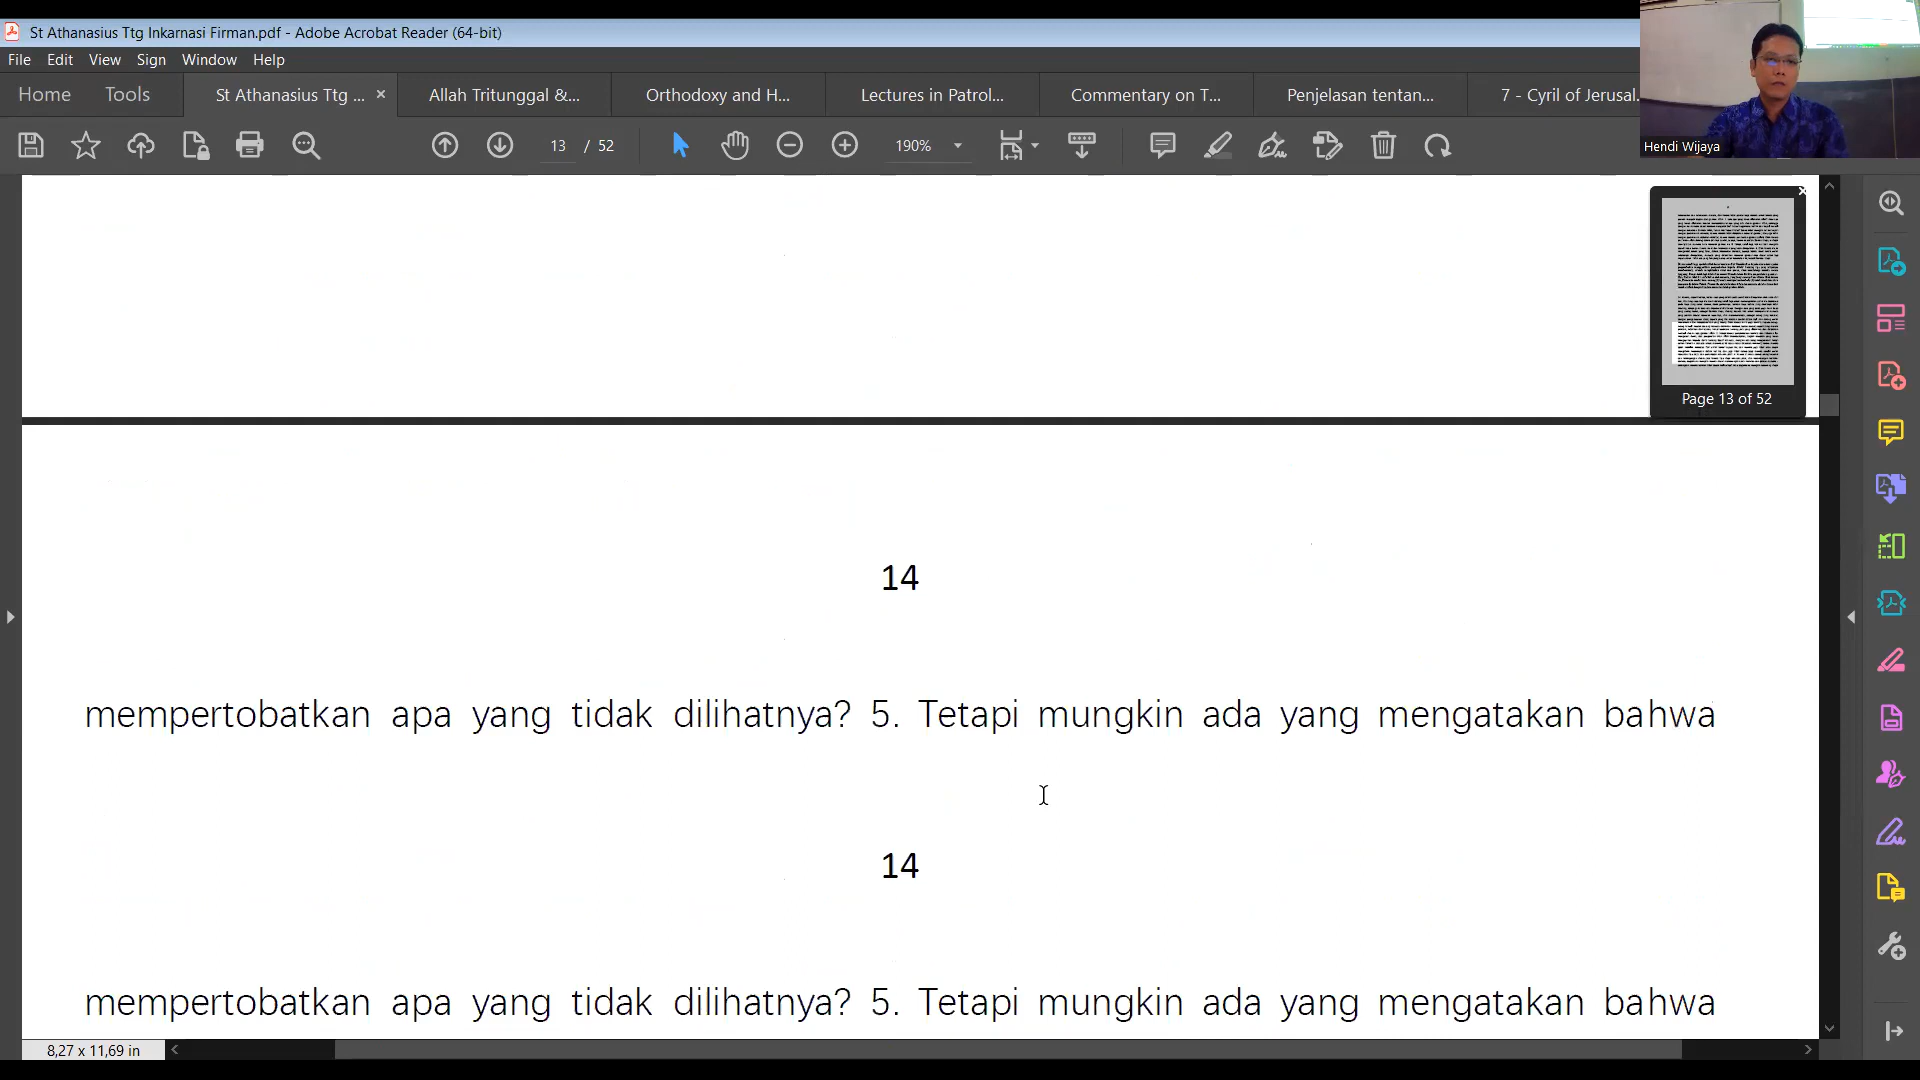 St Athanasius Ttg Inkarnasi Firman.pdf - Adobe Acrobat Reader (64-bit)
File Edit View Sign Window Help
Home Tools St Athanasius Ttg ... × Allah Tritunggal &... Orthodoxy and H... Lectures in Patrol... Commentary on T... Penjelasan tentan... 7 - Cyril of Jerusal...
13 / 52 190%
Hendi Wijaya
Page 13 of 52
14
mempertobatkan apa yang tidak dilihatnya? 5. Tetapi mungkin ada yang mengatakan bahwa
14
mempertobatkan apa yang tidak dilihatnya? 5. Tetapi mungkin ada yang mengatakan bahwa
8,27 x 11,69 in